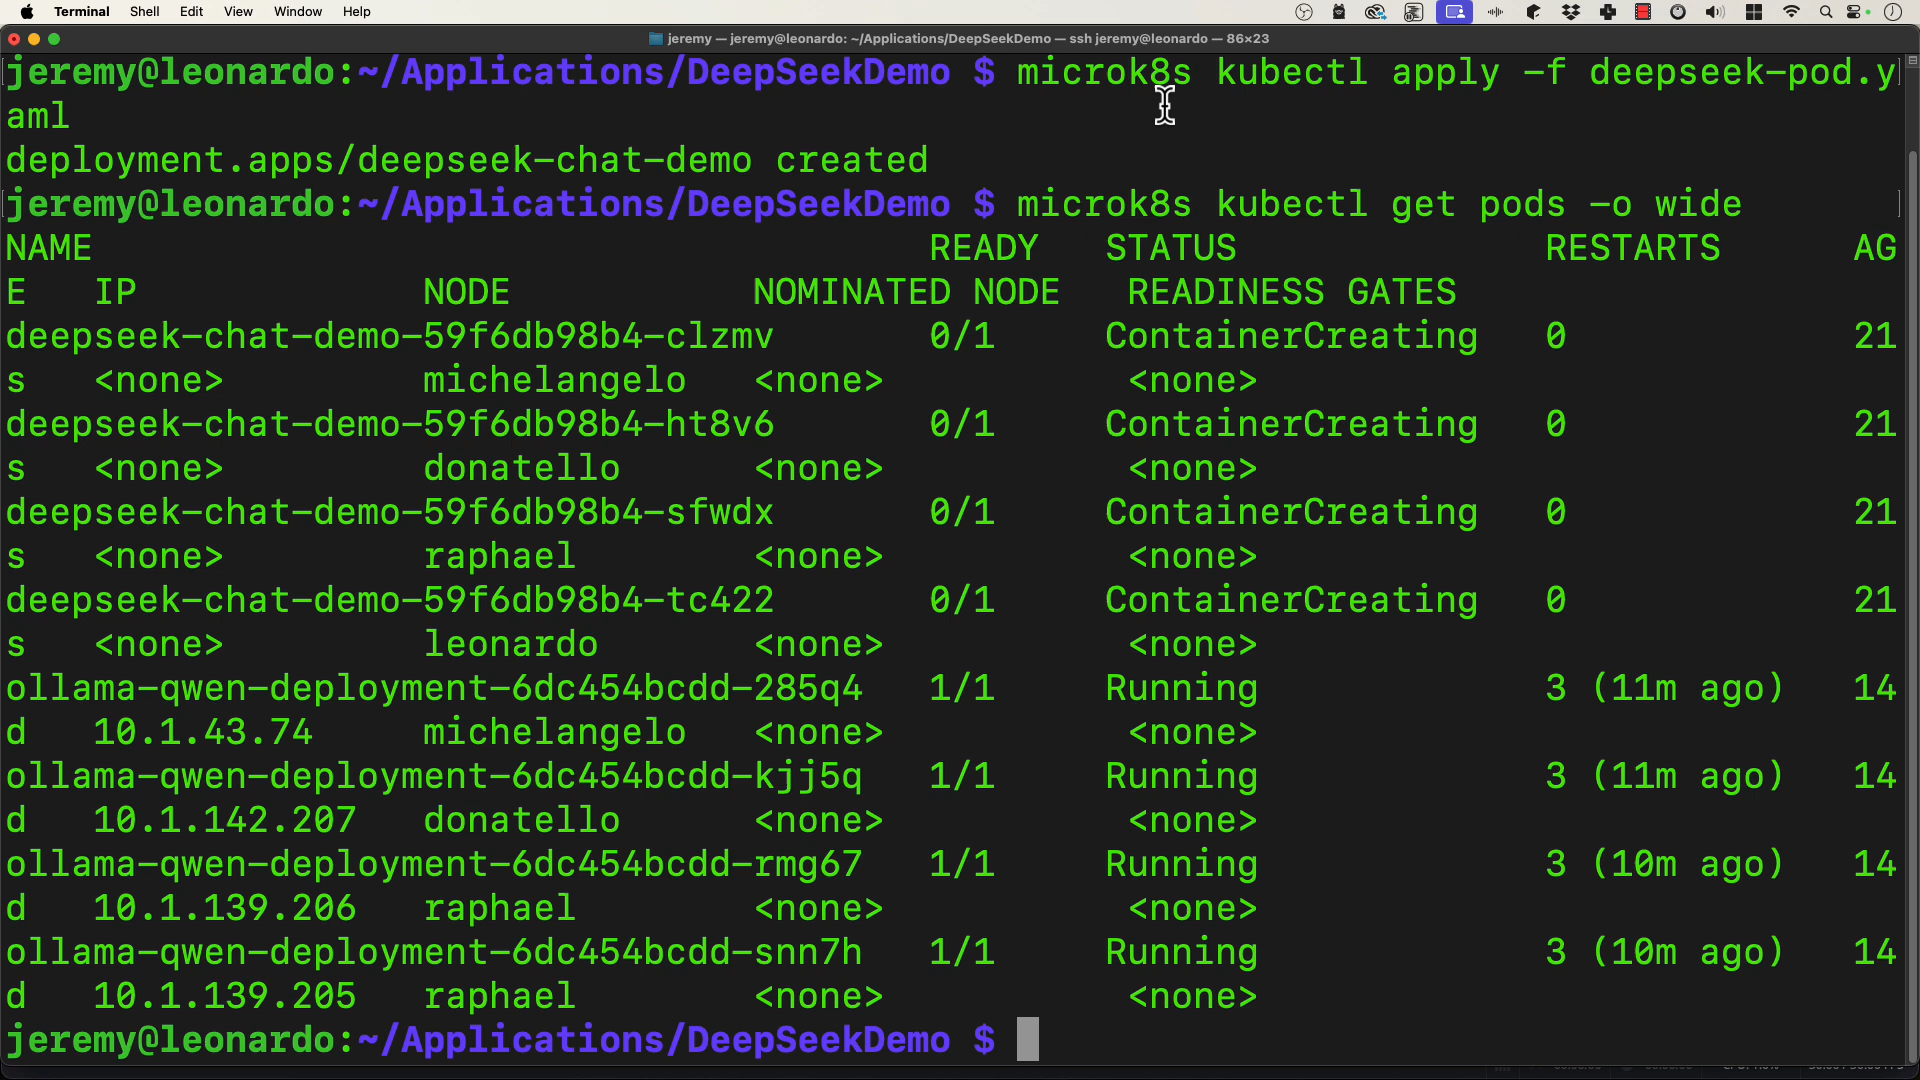 Terminal Shell Edit View Window Help
jeremy — jeremy@leonardo: ~/Applications/DeepSeekDemo — ssh jeremy@leonardo — 86×23
jeremy@leonardo:~/Applications/DeepSeekDemo $ microk8s kubectl apply -f deepseek-pod.y
aml
deployment.apps/deepseek-chat-demo created
jeremy@leonardo:~/Applications/DeepSeekDemo $ microk8s kubectl get pods -o wide
NAME READY STATUS RESTARTS AG
E IP NODE NOMINATED NODE READINESS GATES
deepseek-chat-demo-59f6db98b4-clzmv 0/1 ContainerCreating 0 21
s <none> michelangelo <none> <none>
deepseek-chat-demo-59f6db98b4-ht8v6 0/1 ContainerCreating 0 21
s <none> donatello <none> <none>
deepseek-chat-demo-59f6db98b4-sfwdx 0/1 ContainerCreating 0 21
s <none> raphael <none> <none>
deepseek-chat-demo-59f6db98b4-tc422 0/1 ContainerCreating 0 21
s <none> leonardo <none> <none>
ollama-qwen-deployment-6dc454bcdd-285q4 1/1 Running 3 (11m ago) 14
d 10.1.43.74 michelangelo <none> <none>
ollama-qwen-deployment-6dc454bcdd-kjj5q 1/1 Running 3 (11m ago) 14
d 10.1.142.207 donatello <none> <none>
ollama-qwen-deployment-6dc454bcdd-rmg67 1/1 Running 3 (10m ago) 14
d 10.1.139.206 raphael <none> <none>
ollama-qwen-deployment-6dc454bcdd-snn7h 1/1 Running 3 (10m ago) 14
d 10.1.139.205 raphael <none> <none>
jeremy@leonardo:~/Applications/DeepSeekDemo $